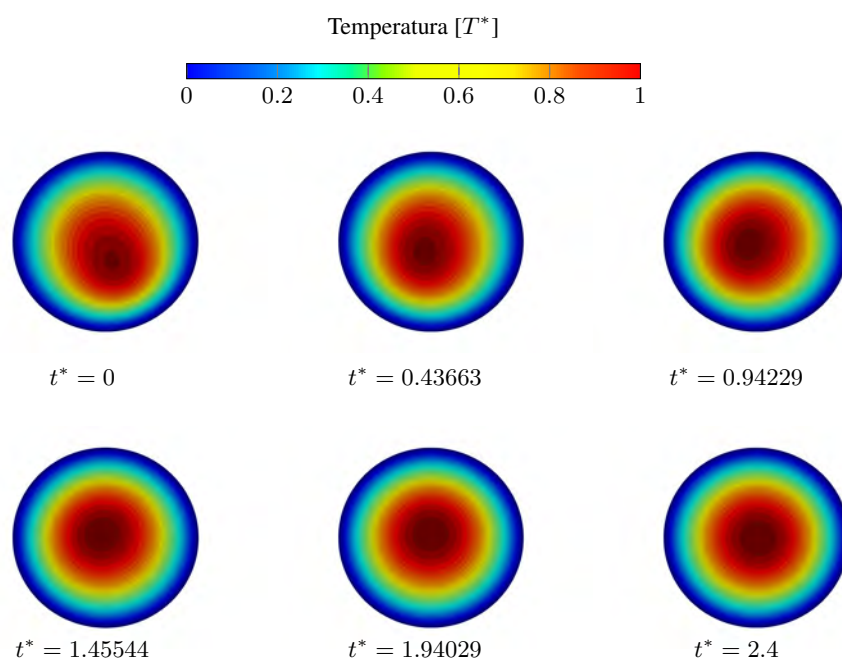 Temperatura [T*]
0 0.2 0.4 0.6 0.8 1
t* = 0 t* = 0.43663 t* = 0.94229
t* = 1.45544 t* = 1.94029 t* = 2.4